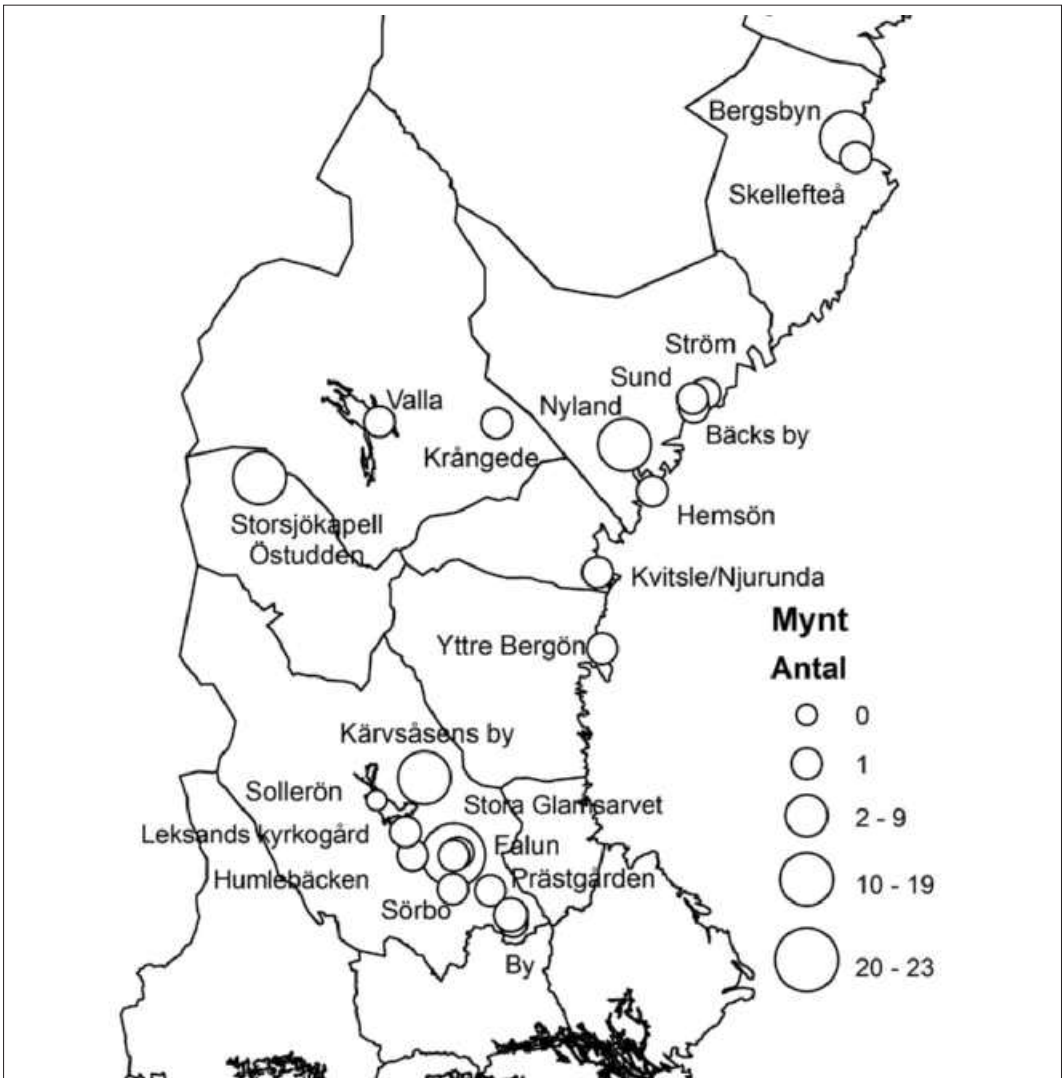 Bergsbyn
Skellefteå
Ström
Sund
Valla
Nyland
Bäcks by
Krångede
Hemsön
Storsjökapell
Östudden
Kvitsle/Njurunda
Yttre Bergön
Kärvsåsens by
Sollerön
Stora Glamsarvet
Leksands kyrkogård
Falun
Humlebäcken
Prästgården
Sörbo
By
Mynt
Antal
0
1
2 - 9
10 - 19
20 - 23